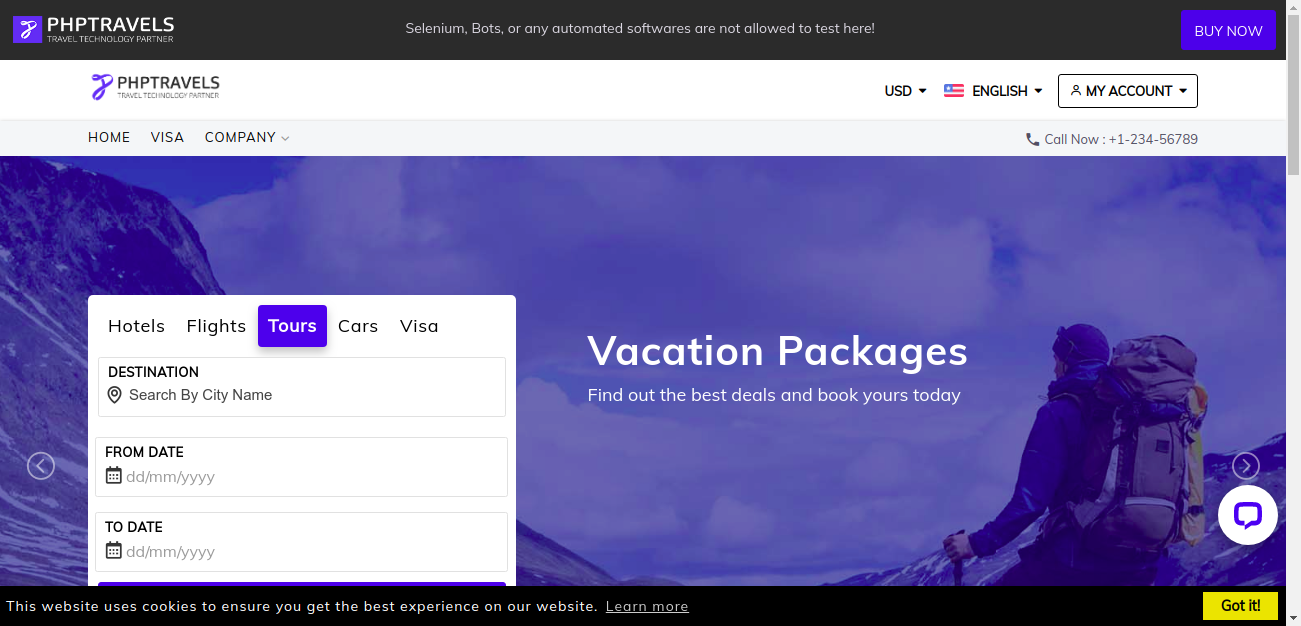 PHPTRAVELS
TRAVEL TECHNOLOGY PARTNER
Selenium, Bots, or any automated softwares are not allowed to test here!
BUY NOW
PHPTRAVELS
TRAVEL TECHNOLOGY PARTNER
USD
ENGLISH
MY ACCOUNT
HOME VISA COMPANY
Call Now : +1-234-56789
Hotels Flights Tours Cars Visa
DESTINATION
Search By City Name
FROM DATE
dd/mm/yyyy
TO DATE
dd/mm/yyyy
Vacation Packages
Find out the best deals and book yours today
This website uses cookies to ensure you get the best experience on our website. Learn more
Got it!